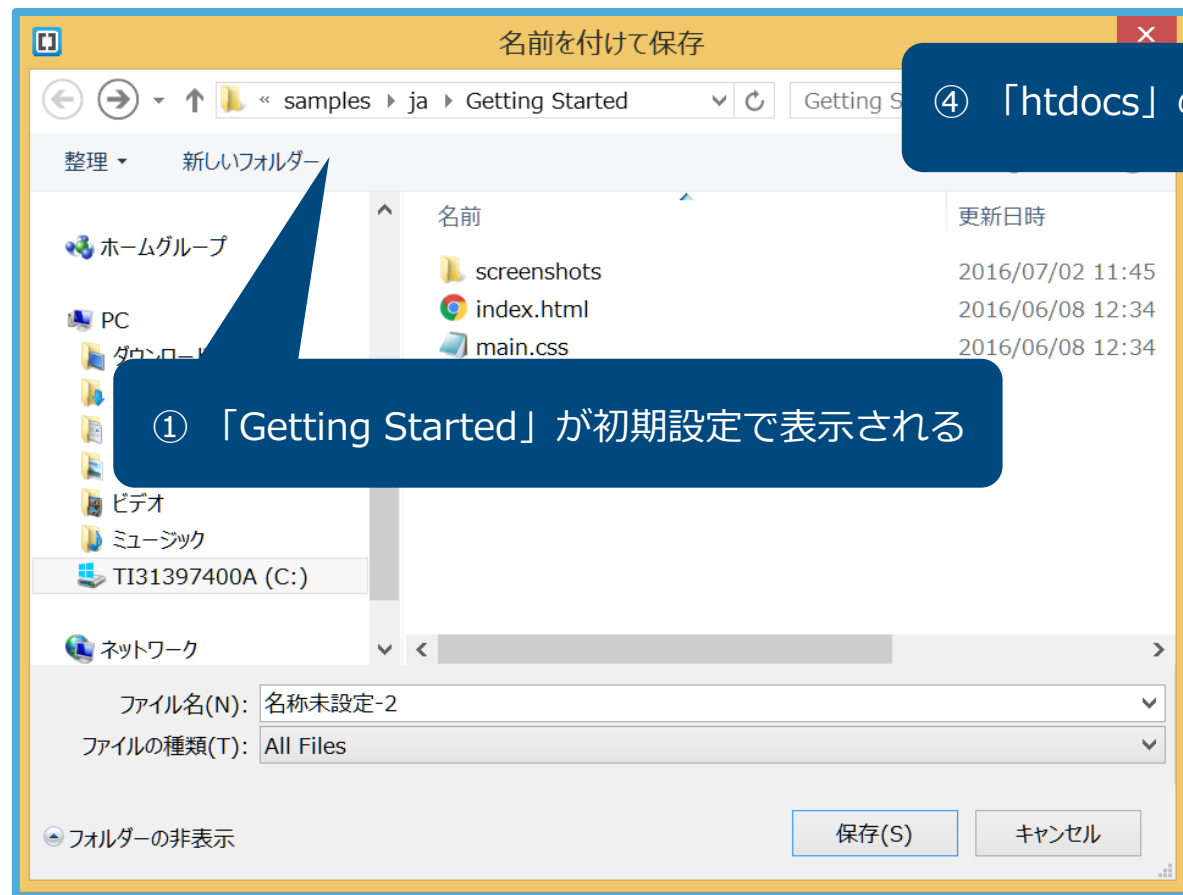 名前を付けて保存
« samples ▸ ja ▸ Getting Started
Getting S
④ 「htdocs」
整理 新しいフォルダー
名前 更新日時
ホームグループ
screenshots 2016/07/02 11:45
index.html 2016/06/08 12:34
PC
main.css 2016/06/08 12:34
ダウンロード
① 「Getting Started」が初期設定で表示される
ビデオ
ミュージック
TI31397400A (C:)
ネットワーク
ファイル名(N): 名称未設定-2
ファイルの種類(T): All Files
フォルダーの非表示
保存(S) キャンセル